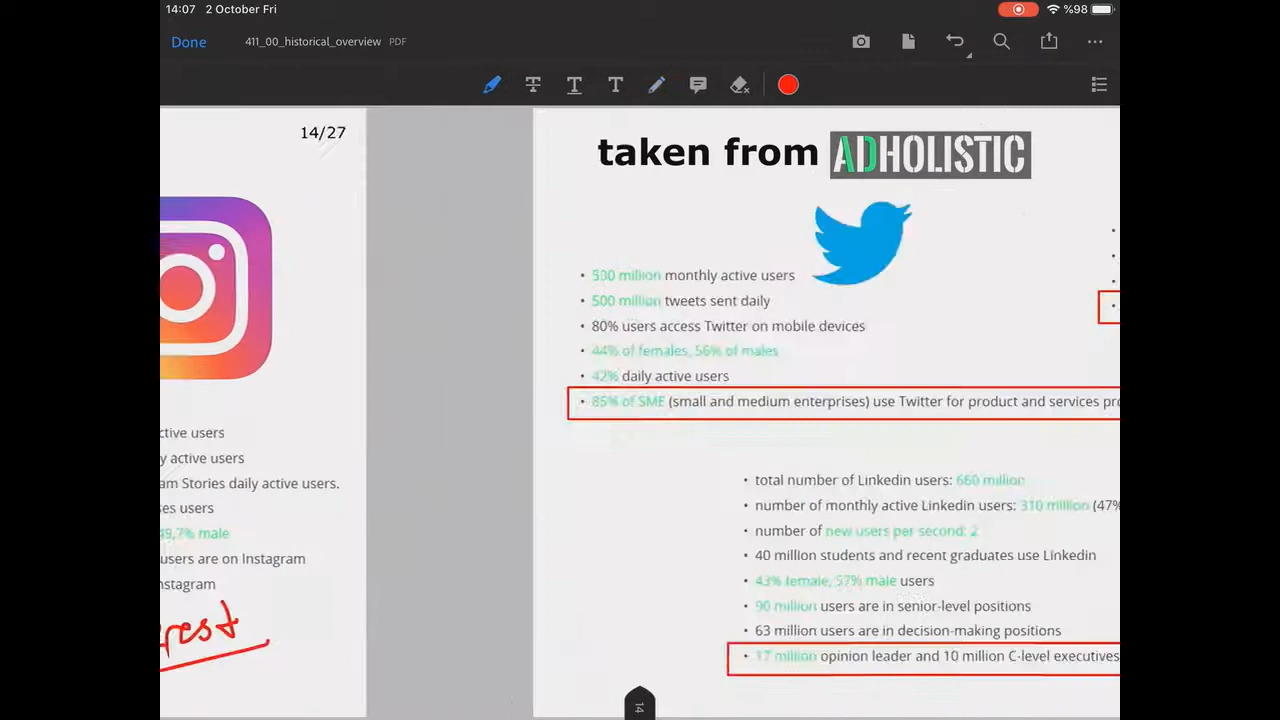 14:07 2 October Fri
%98
Done
411_00_historical_overview PDF
14/27
taken from ADHOLISTIC
• 530 million monthly active users
• 500 million tweets sent daily
• 80% users access Twitter on mobile devices
• 44% of females, 56% of males
• 42% daily active users
• 85% of SME (small and medium enterprises) use Twitter for product and services pro
active users
active users
am Stories daily active users.
users
49,7% male
users are on Instagram
nstagram
rest
• total number of Linkedin users: 660 million
• number of monthly active Linkedin users: 310 million (47%
• number of new users per second: 2
• 40 million students and recent graduates use Linkedin
• 43% female, 57% male users
• 90 million users are in senior-level positions
• 63 million users are in decision-making positions
• 17 million opinion leader and 10 million C-level executives
14